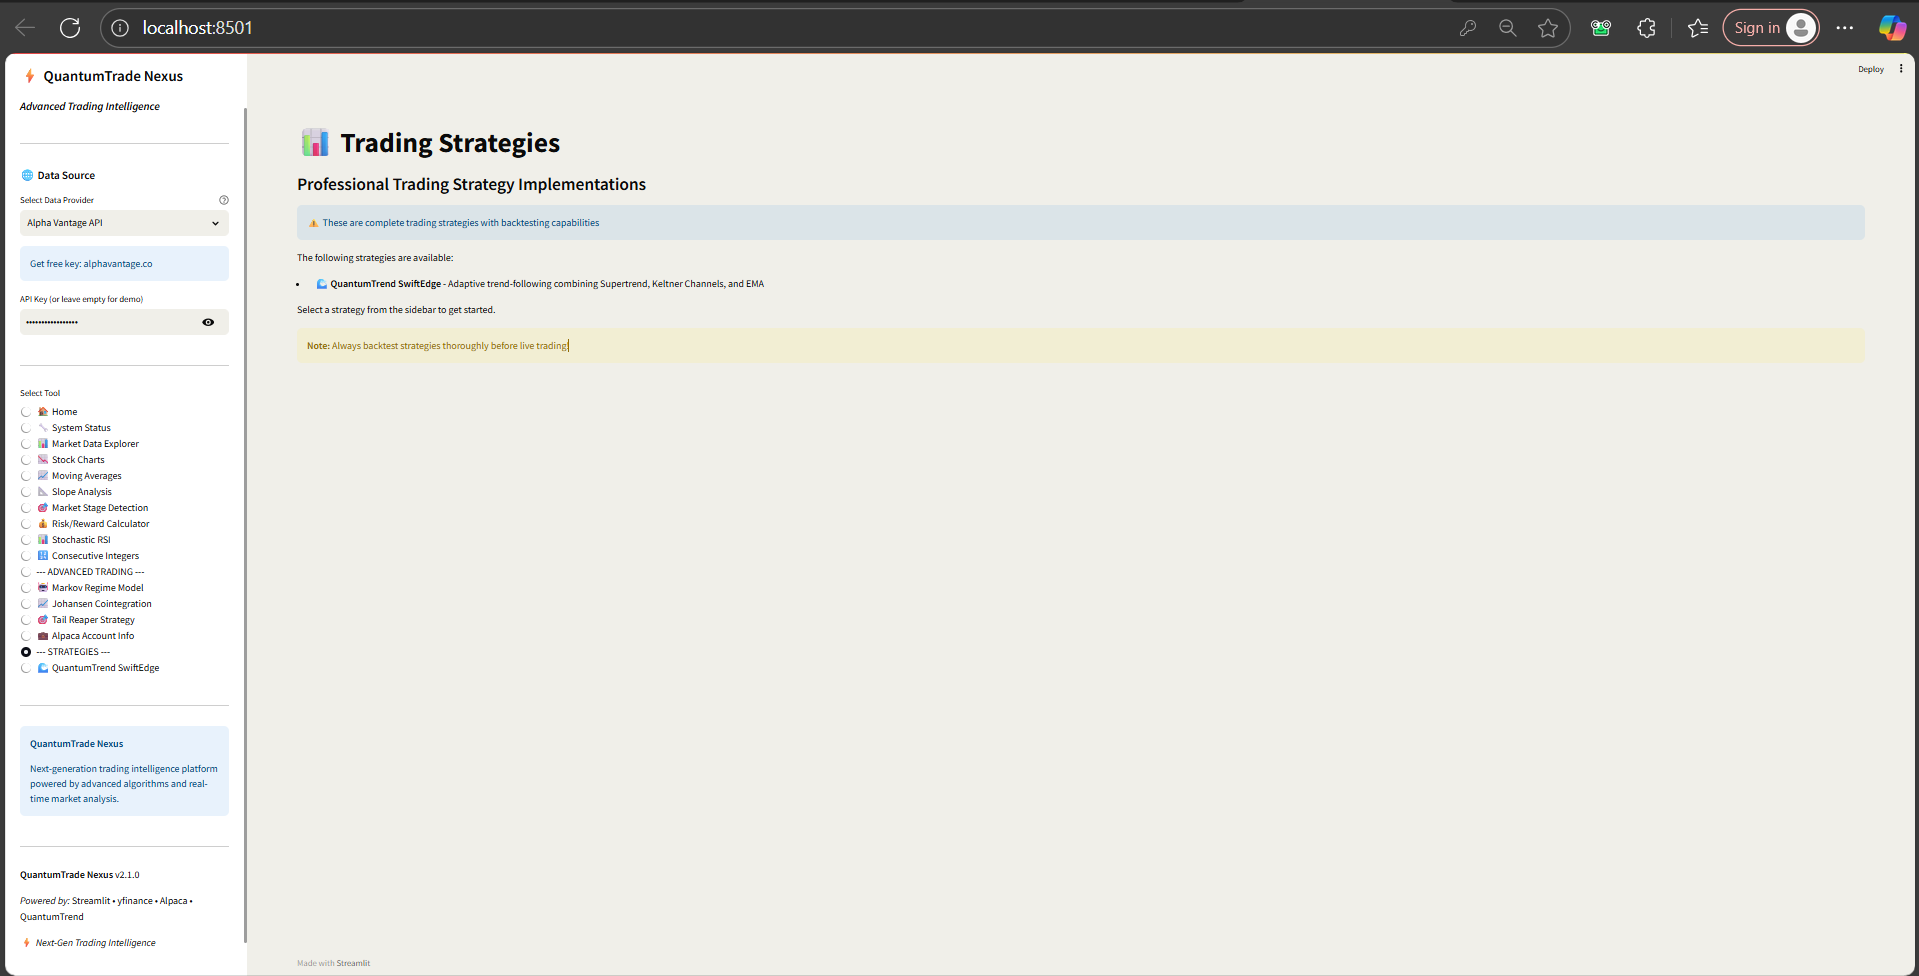 localhost:8501
Sign in
QuantumTrade Nexus
Advanced Trading Intelligence
Data Source
Select Data Provider
Alpha Vantage API
Get free key: alphavantage.co
API Key (or leave empty for demo)
•••••••••••••••••
Select Tool
Home
System Status
Market Data Explorer
Stock Charts
Moving Averages
Slope Analysis
Market Stage Detection
Risk/Reward Calculator
Stochastic RSI
Consecutive Integers
--- ADVANCED TRADING ---
Markov Regime Model
Johansen Cointegration
Tail Reaper Strategy
Alpaca Account Info
--- STRATEGIES ---
QuantumTrend SwiftEdge
QuantumTrade Nexus
Next-generation trading intelligence platform
powered by advanced algorithms and real-
time market analysis.
QuantumTrade Nexus v2.1.0
Powered by: Streamlit • yfinance • Alpaca •
QuantumTrend
Next-Gen Trading Intelligence
Deploy
Trading Strategies
Professional Trading Strategy Implementations
These are complete trading strategies with backtesting capabilities
The following strategies are available:
• QuantumTrend SwiftEdge - Adaptive trend-following combining Supertrend, Keltner Channels, and EMA
Select a strategy from the sidebar to get started.
Note: Always backtest strategies thoroughly before live trading!
Made with Streamlit